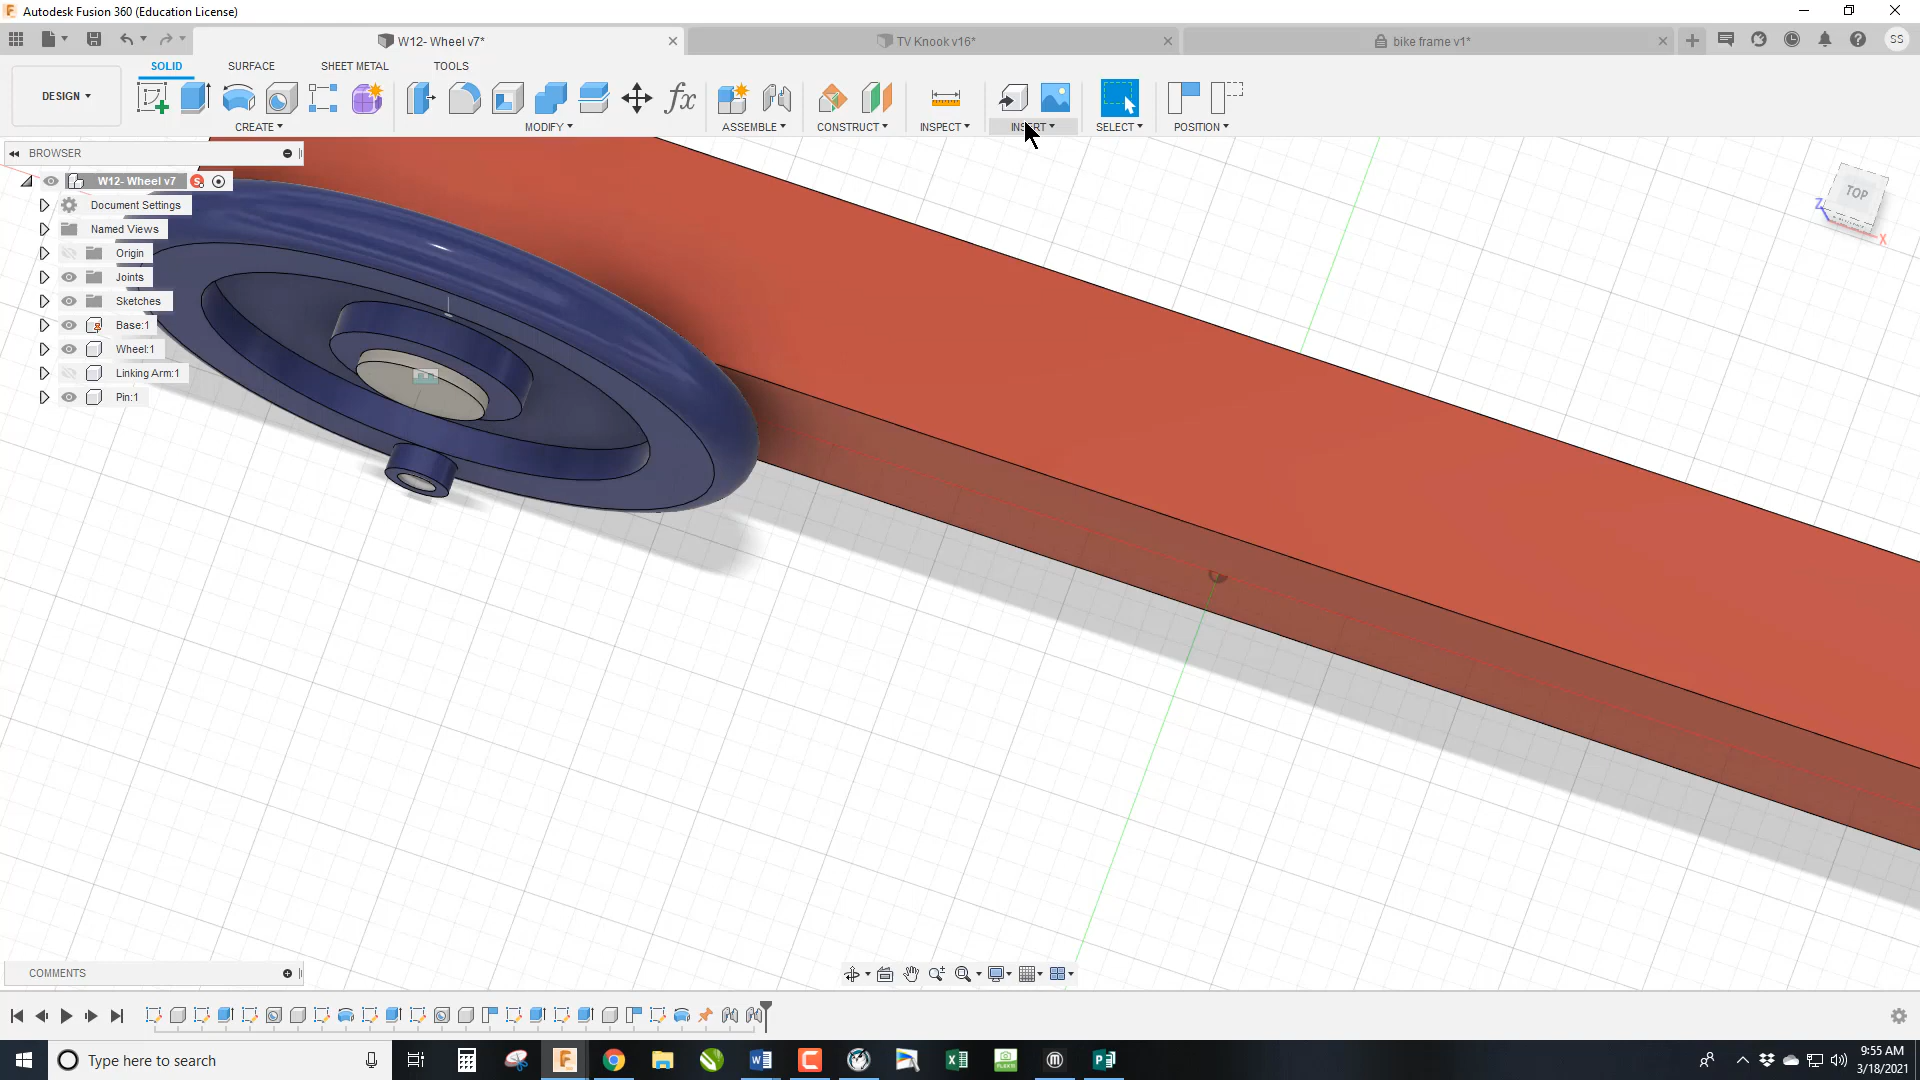 Autodesk Fusion 360 (Education License)
W12- Wheel v7*
TV Knook v16*
bike frame v1*
SS
DESIGN
SOLID
SURFACE
SHEET METAL
TOOLS
CREATE
MODIFY
ASSEMBLE
CONSTRUCT
INSPECT
INSERT
SELECT
POSITION
BROWSER
W12- Wheel v7
Document Settings
Named Views
Origin
Joints
Sketches
Base:1
Wheel:1
Linking Arm:1
Pin:1
TOP
Z
X
COMMENTS
Type here to search
9:55 AM
3/18/2021